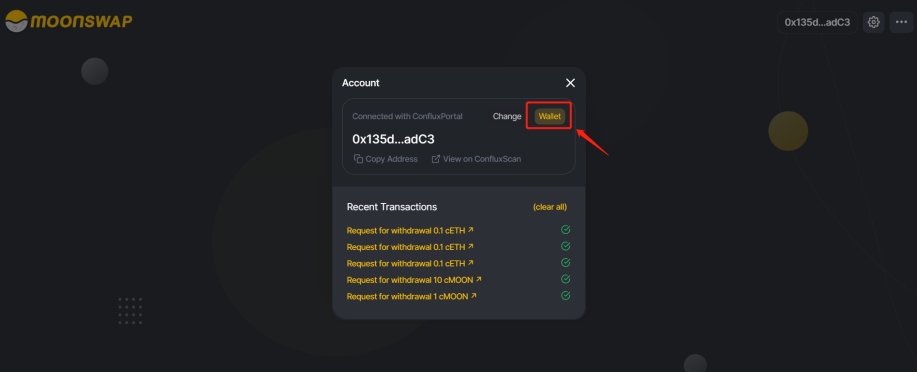 MOONSWAP
0x135d...adC3
Account
Connected with ConfluxPortal Change Wallet
0x135d...adC3
Copy Address View on ConfluxScan
Recent Transactions (clear all)
Request for withdrawal 0.1 cETH ↗
Request for withdrawal 0.1 cETH ↗
Request for withdrawal 0.1 cETH ↗
Request for withdrawal 10 cMOON ↗
Request for withdrawal 1 cMOON ↗